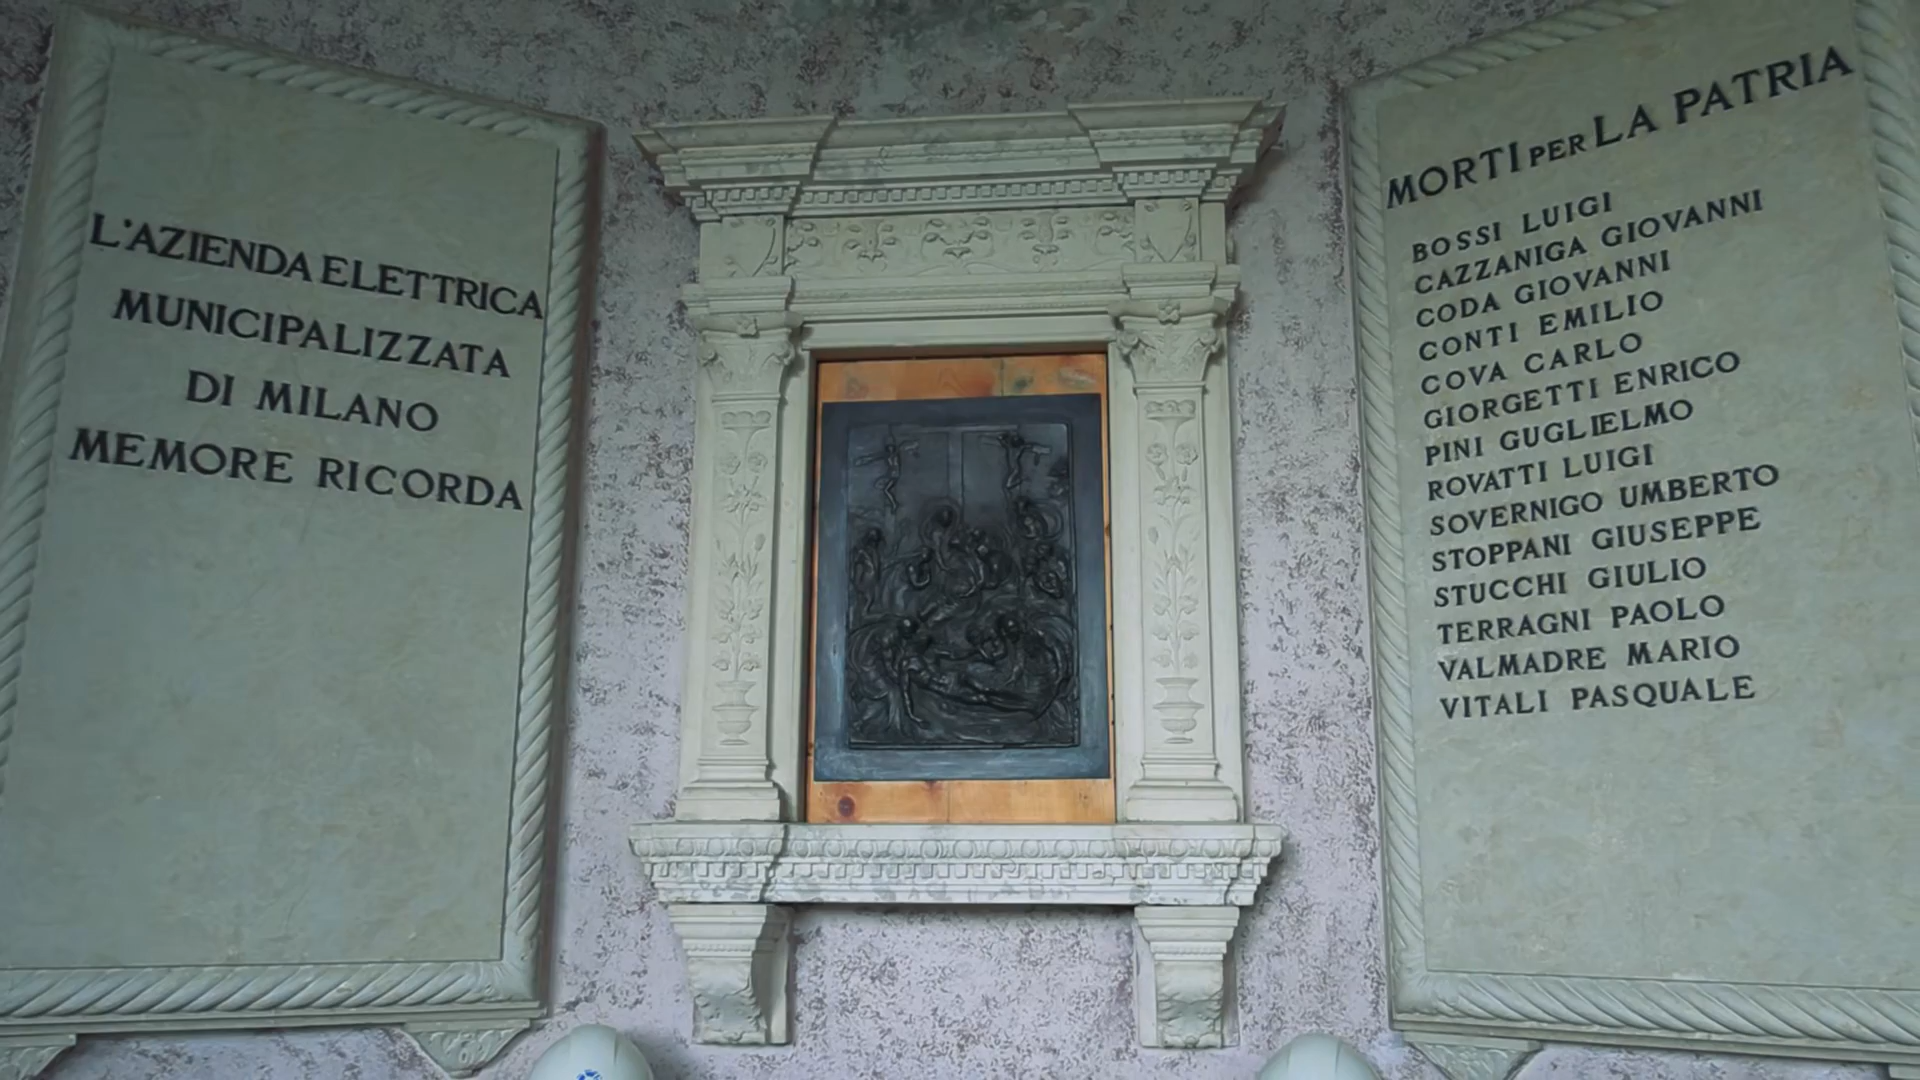 L'AZIENDA ELETTRICA
MUNICIPALIZZATA
DI MILANO
MEMORE RICORDA
MORTI PER LA PATRIA
BOSSI LUIGI
CAZZANIGA GIOVANNI
CODA GIOVANNI
CONTI EMILIO
COVA CARLO
GIORGETTI ENRICO
PINI GUGLIELMO
ROVATTI LUIGI
SOVERNIGO UMBERTO
STOPPANI GIUSEPPE
STUCCHI GIULIO
TERRAGNI PAOLO
VALMADRE MARIO
VITALI PASQUALE